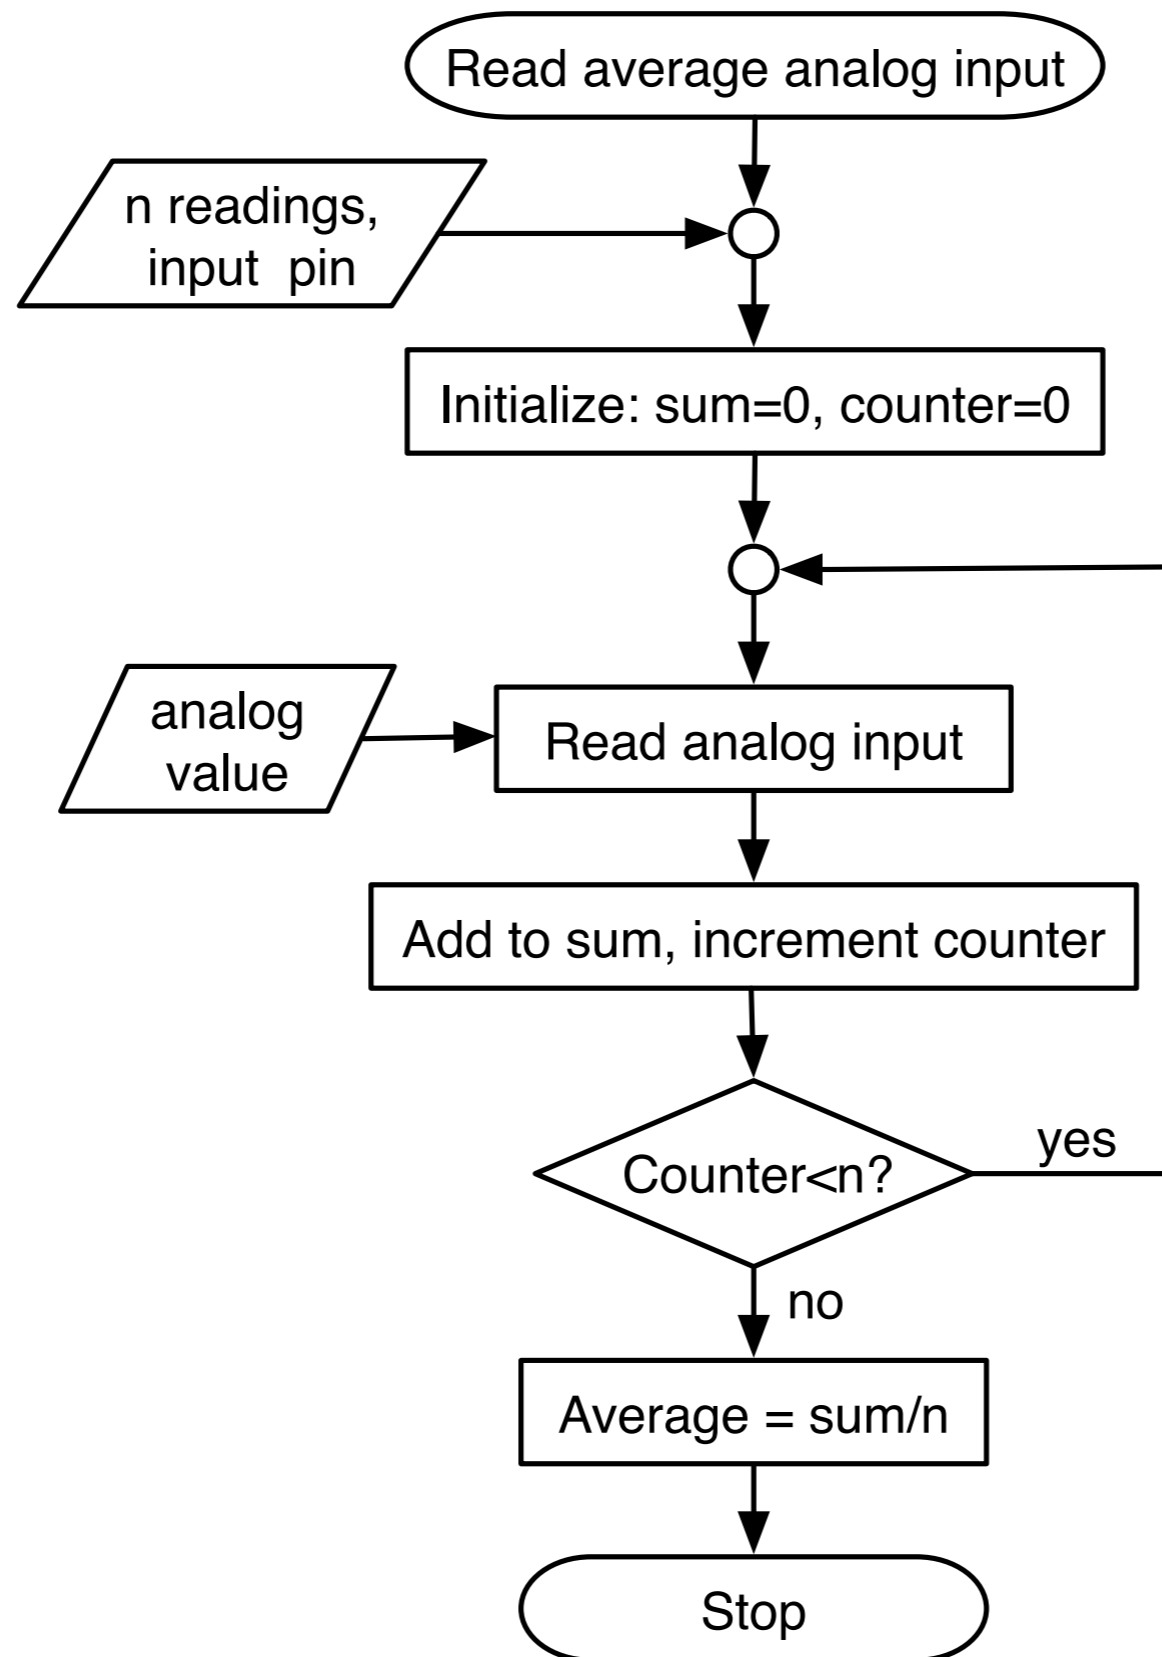 Read average analog input
n readings,
input pin
Initialize: sum=0, counter=0
analog
value
Read analog input
Add to sum, increment counter
Counter<n?
yes
no
Average = sum/n
Stop